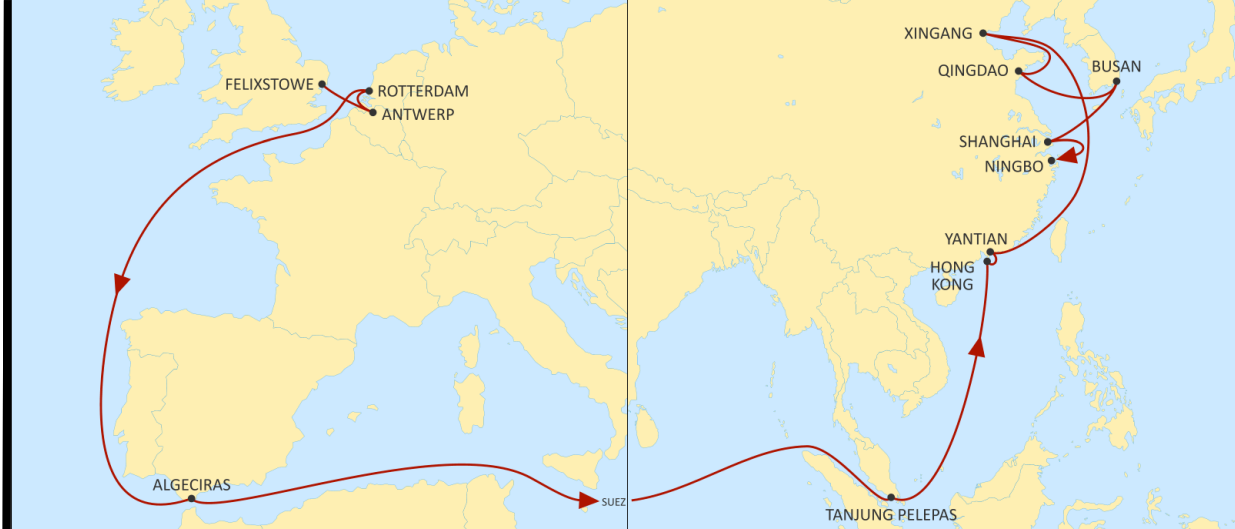 FELIXSTOWE
ROTTERDAM
ANTWERP
ALGECIRAS
SUEZ
XINGANG
QINGDAO
BUSAN
SHANGHAI
NINGBO
YANTIAN
HONG
KONG
TANJUNG PELEPAS